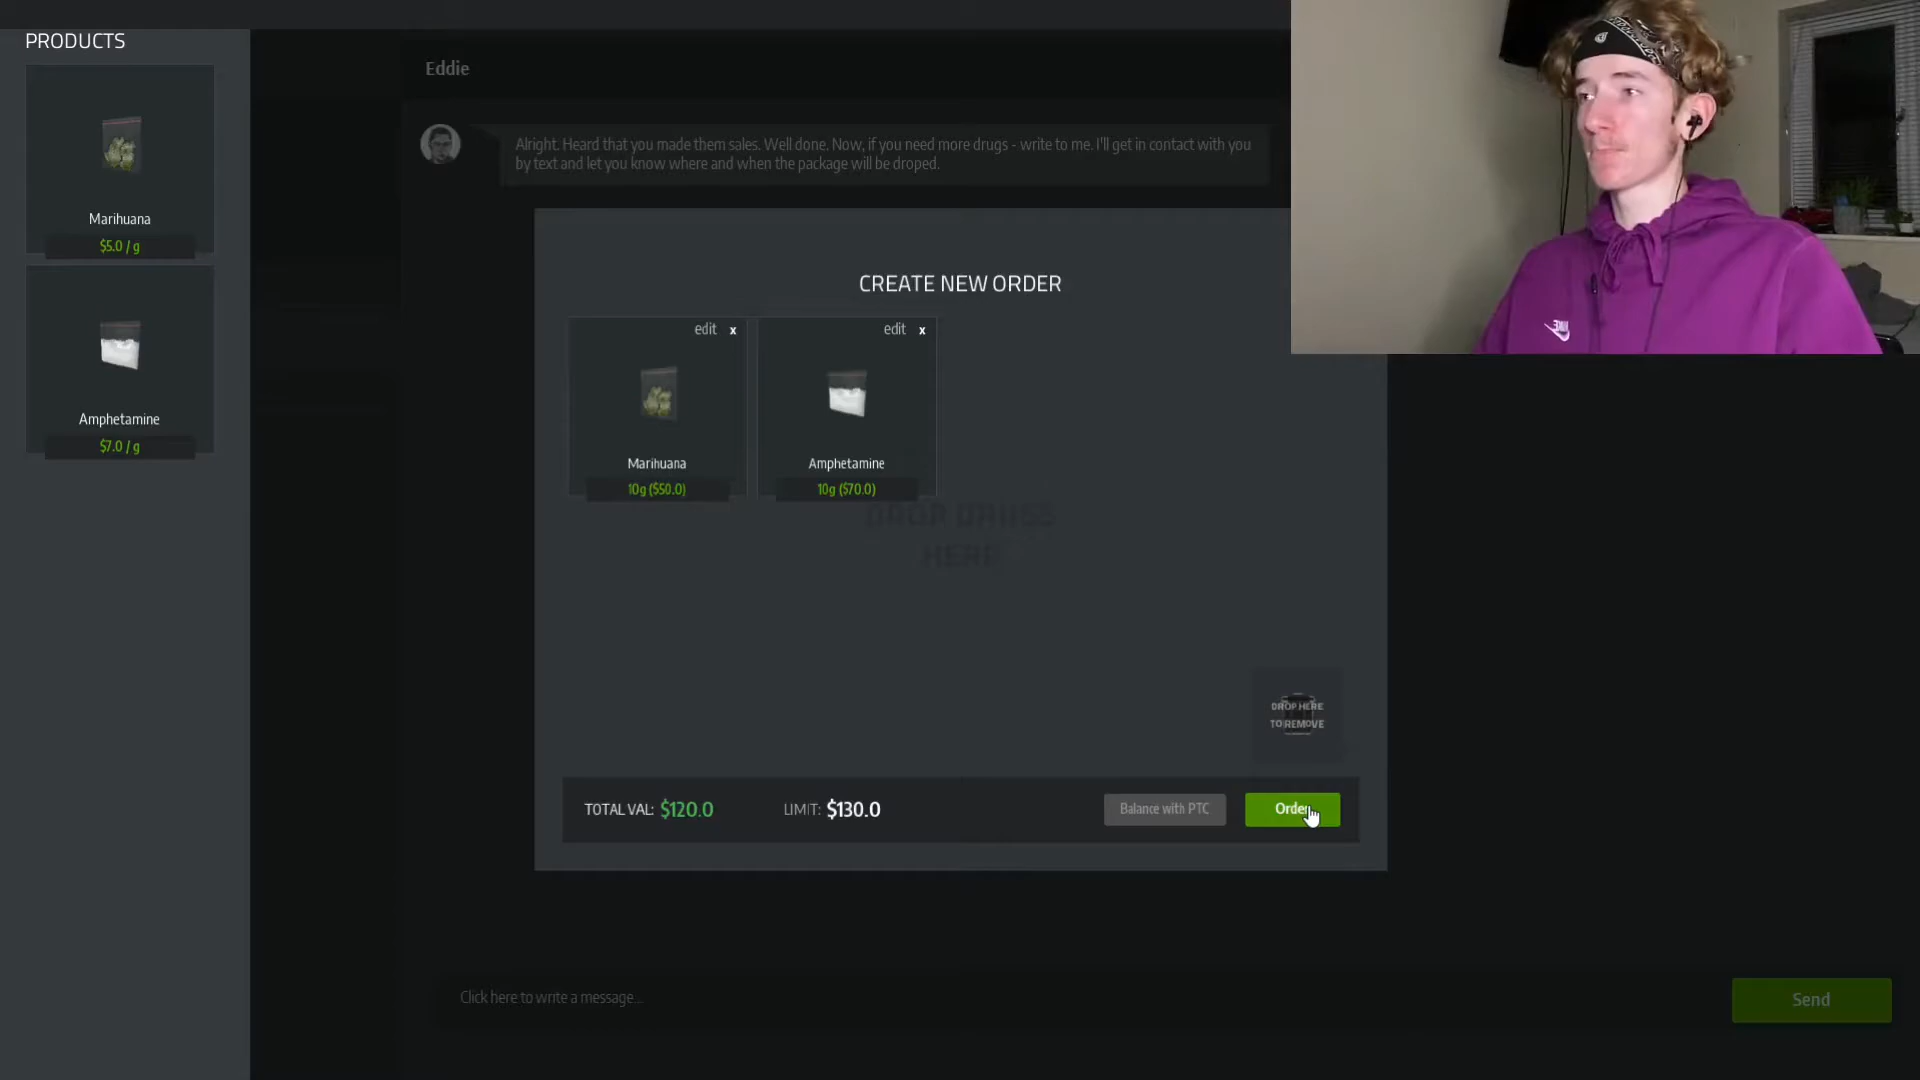 PRODUCTS
Marihuana
$5.0 / g
Amphetamine
$7.0 / g
Eddie
Alright. Heard that you made them sales. Well done. Now, if you need more drugs - write to me. I'll get in contact with you
by text and let you know where and when the package will be droped.
CREATE NEW ORDER
edit x
edit x
Marihuana
Amphetamine
10g ($50.0)
10g ($70.0)
DROP DRUGS
HERE
DROP HERE
TO REMOVE
TOTAL VAL: $120.0
LIMIT: $130.0
Balance with PTC
Order
Click here to write a message...
Send